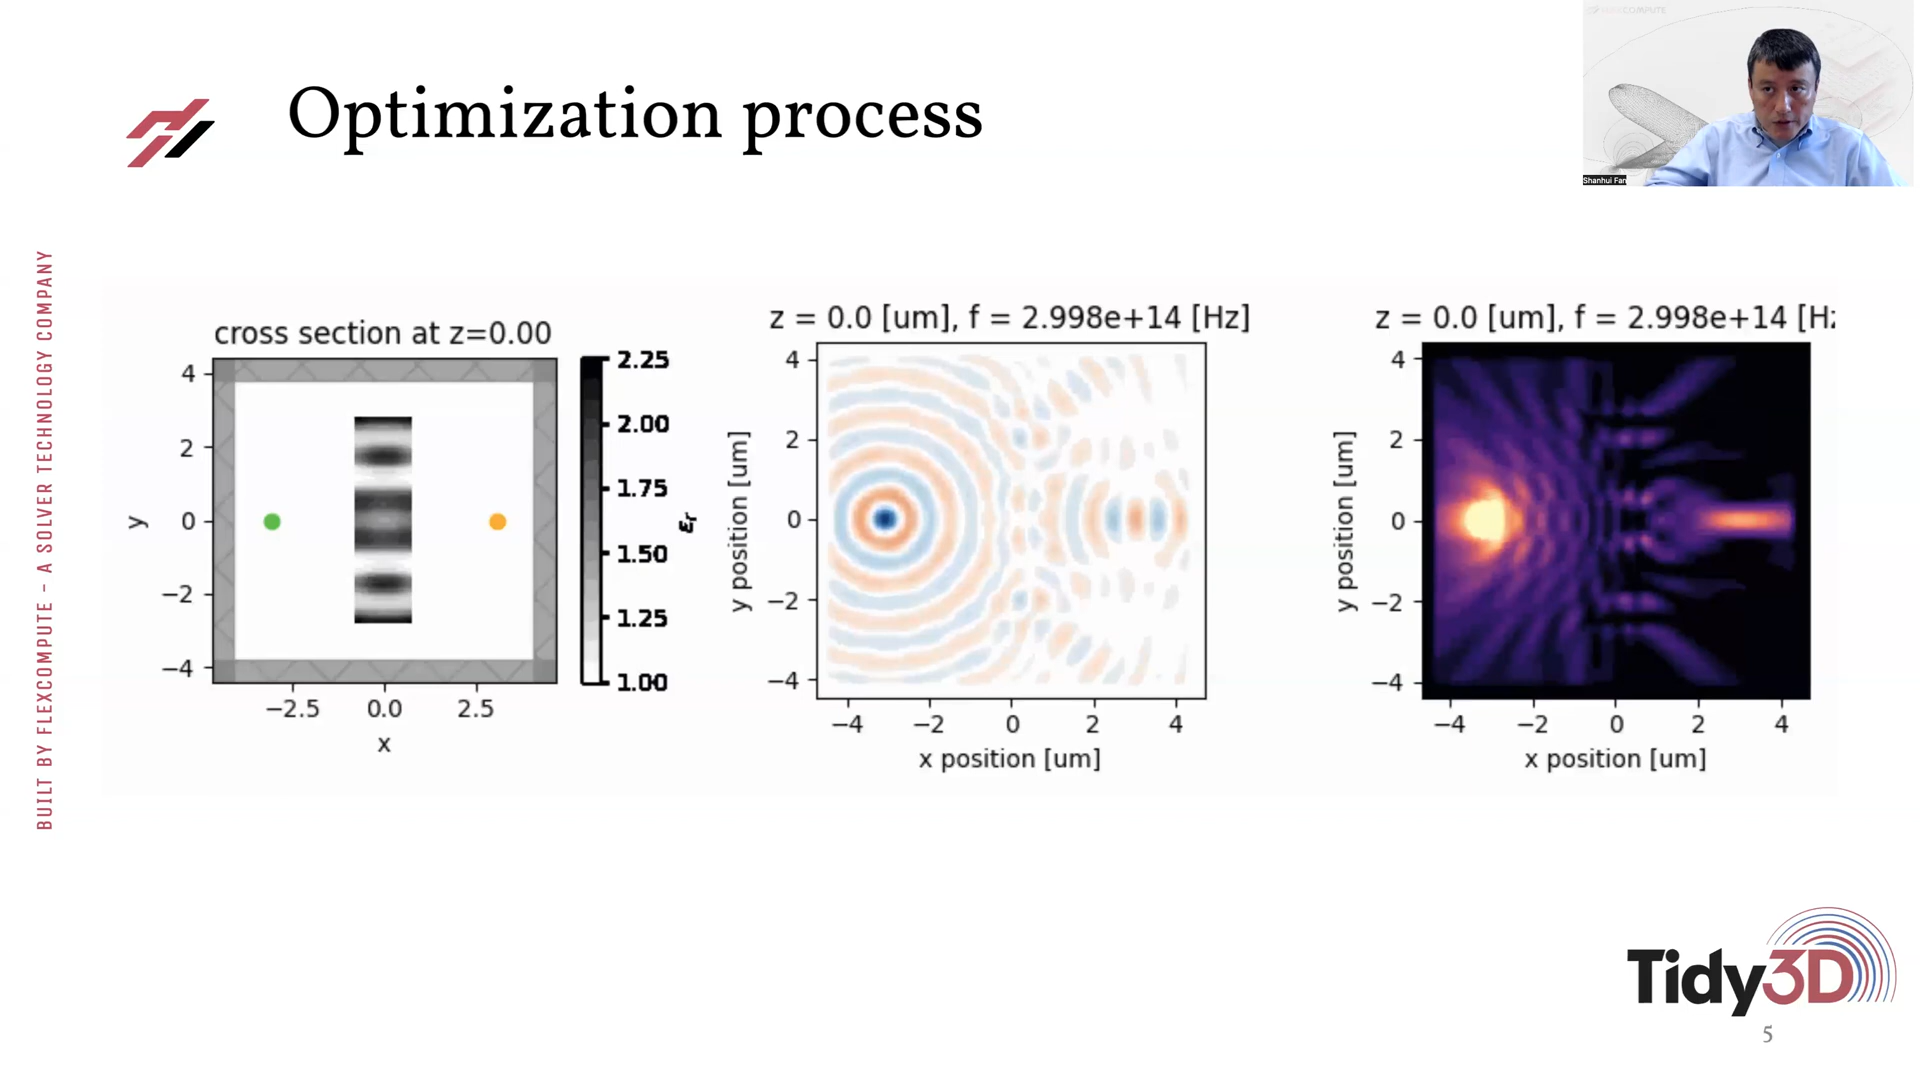 Optimization process
Shanhui Fan
BUILT BY FLEXCOMPUTE – A SOLVER TECHNOLOGY COMPANY
cross section at z=0.00
4
2
0
−2
−4
y
−2.5 0.0 2.5
x
2.25
2.00
1.75
1.50
1.25
1.00
εr
z = 0.0 [um], f = 2.998e+14 [Hz]
4
2
0
−2
−4
y position [um]
−4 −2 0 2 4
x position [um]
z = 0.0 [um], f = 2.998e+14 [H
4
2
0
−2
−4
y position [um]
−4 −2 0 2 4
x position [um]
Tidy3D
5